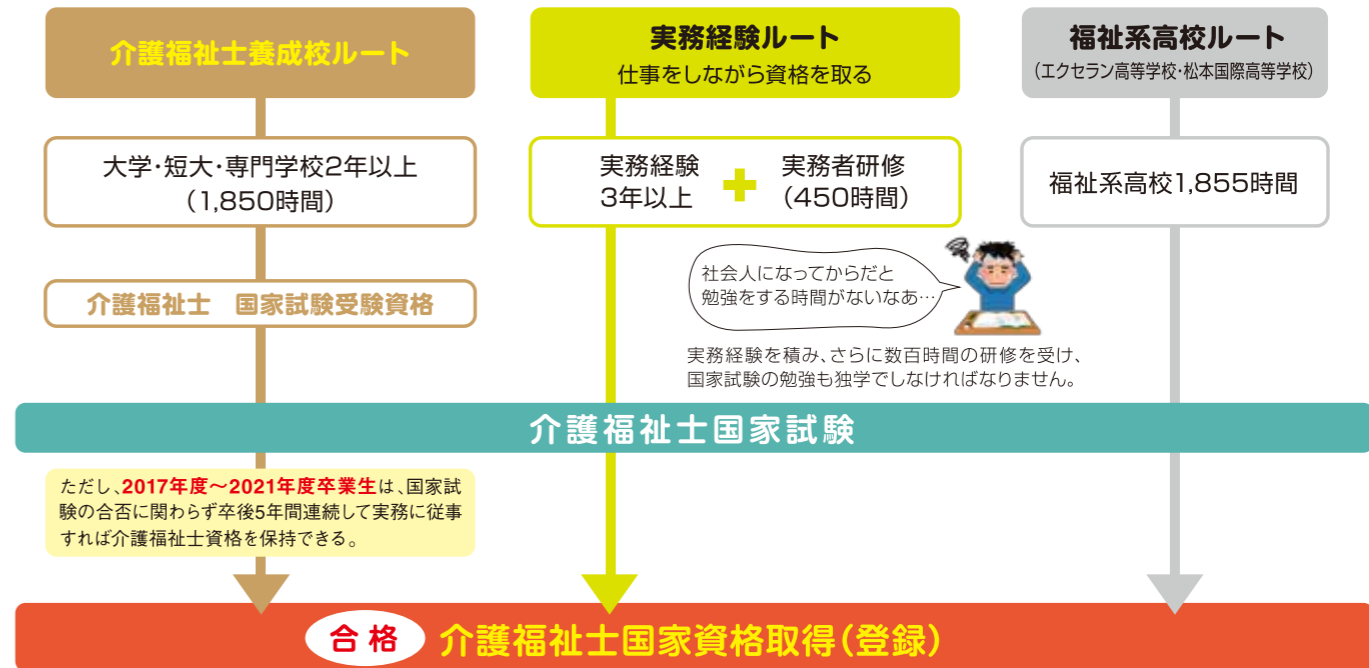 介護福祉士養成校ルート
大学・短大・専門学校2年以上
（1,850時間）
介護福祉士　国家試験受験資格
実務経験ルート
仕事をしながら資格を取る
実務経験
3年以上
＋
実務者研修
（450時間）
社会人になってからだと
勉強をする時間がないなあ…
実務経験を積み、さらに数百時間の研修を受け、
国家試験の勉強も独学でしなければなりません。
福祉系高校ルート
（エクセラン高等学校・松本国際高等学校）
福祉系高校1,855時間
介護福祉士国家試験
ただし、2017年度～2021年度卒業生は、国家試
験の合否に関わらず卒後5年間連続して実務に従事
すれば介護福祉士資格を保持できる。
合格 介護福祉士国家資格取得（登録）